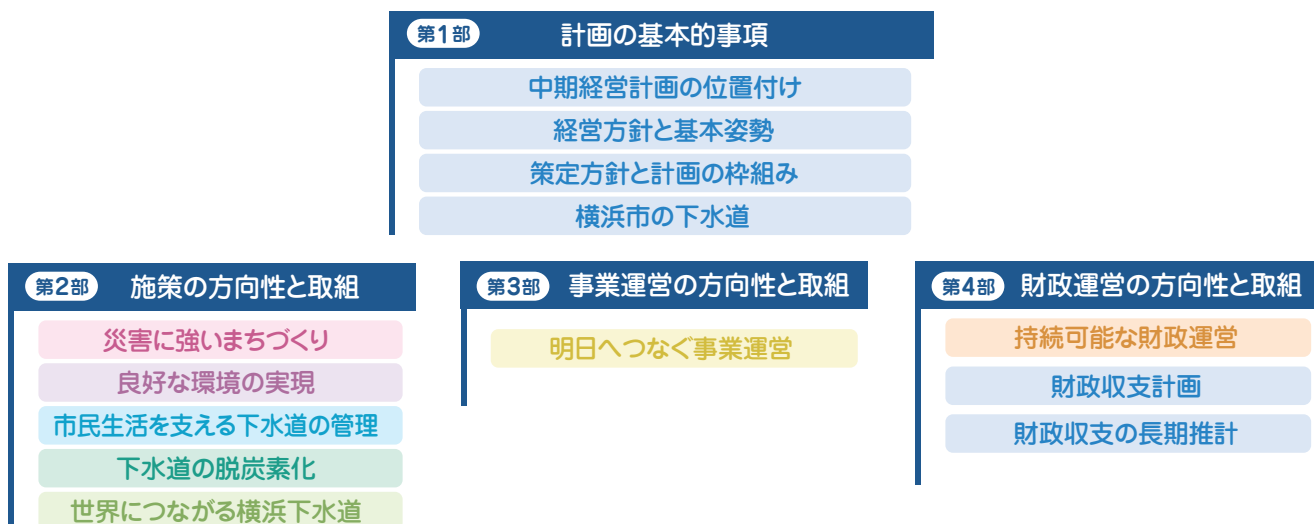 第1部 計画の基本的事項
中期経営計画の位置付け
経営方針と基本姿勢
策定方針と計画の枠組み
横浜市の下水道
第2部 施策の方向性と取組
災害に強いまちづくり
良好な環境の実現
市民生活を支える下水道の管理
下水道の脱炭素化
世界につながる横浜下水道
第3部 事業運営の方向性と取組
明日へつなぐ事業運営
第4部 財政運営の方向性と取組
持続可能な財政運営
財政収支計画
財政収支の長期推計